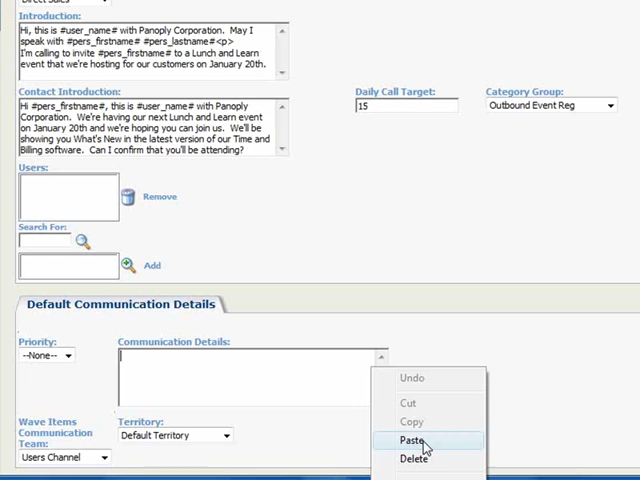 Direct Sales
Introduction:
Hi, this is #user_name# with Panoply Corporation.  May I
speak with #pers_firstname# #pers_lastname#<p>
I'm calling to invite #pers_firstname# to a Lunch and Learn
event that we're hosting for our customers on January 20th.
Contact Introduction:
Daily Call Target:
Category Group:
Hi #pers_firstname#, this is #user_name# with Panoply
Corporation.  We're having our next Lunch and Learn event
on January 20th and we're hoping you can join us.  We'll be
showing you What's New in the latest version of our Time and
Billing software.  Can I confirm that you'll be attending?
15
Outbound Event Reg
Users:
Remove
Search For:
Add
Default Communication Details
Priority:
Communication Details:
--None--
Undo
Cut
Copy
Paste
Delete
Wave Items
Communication
Team:
Territory:
Default Territory
Users Channel